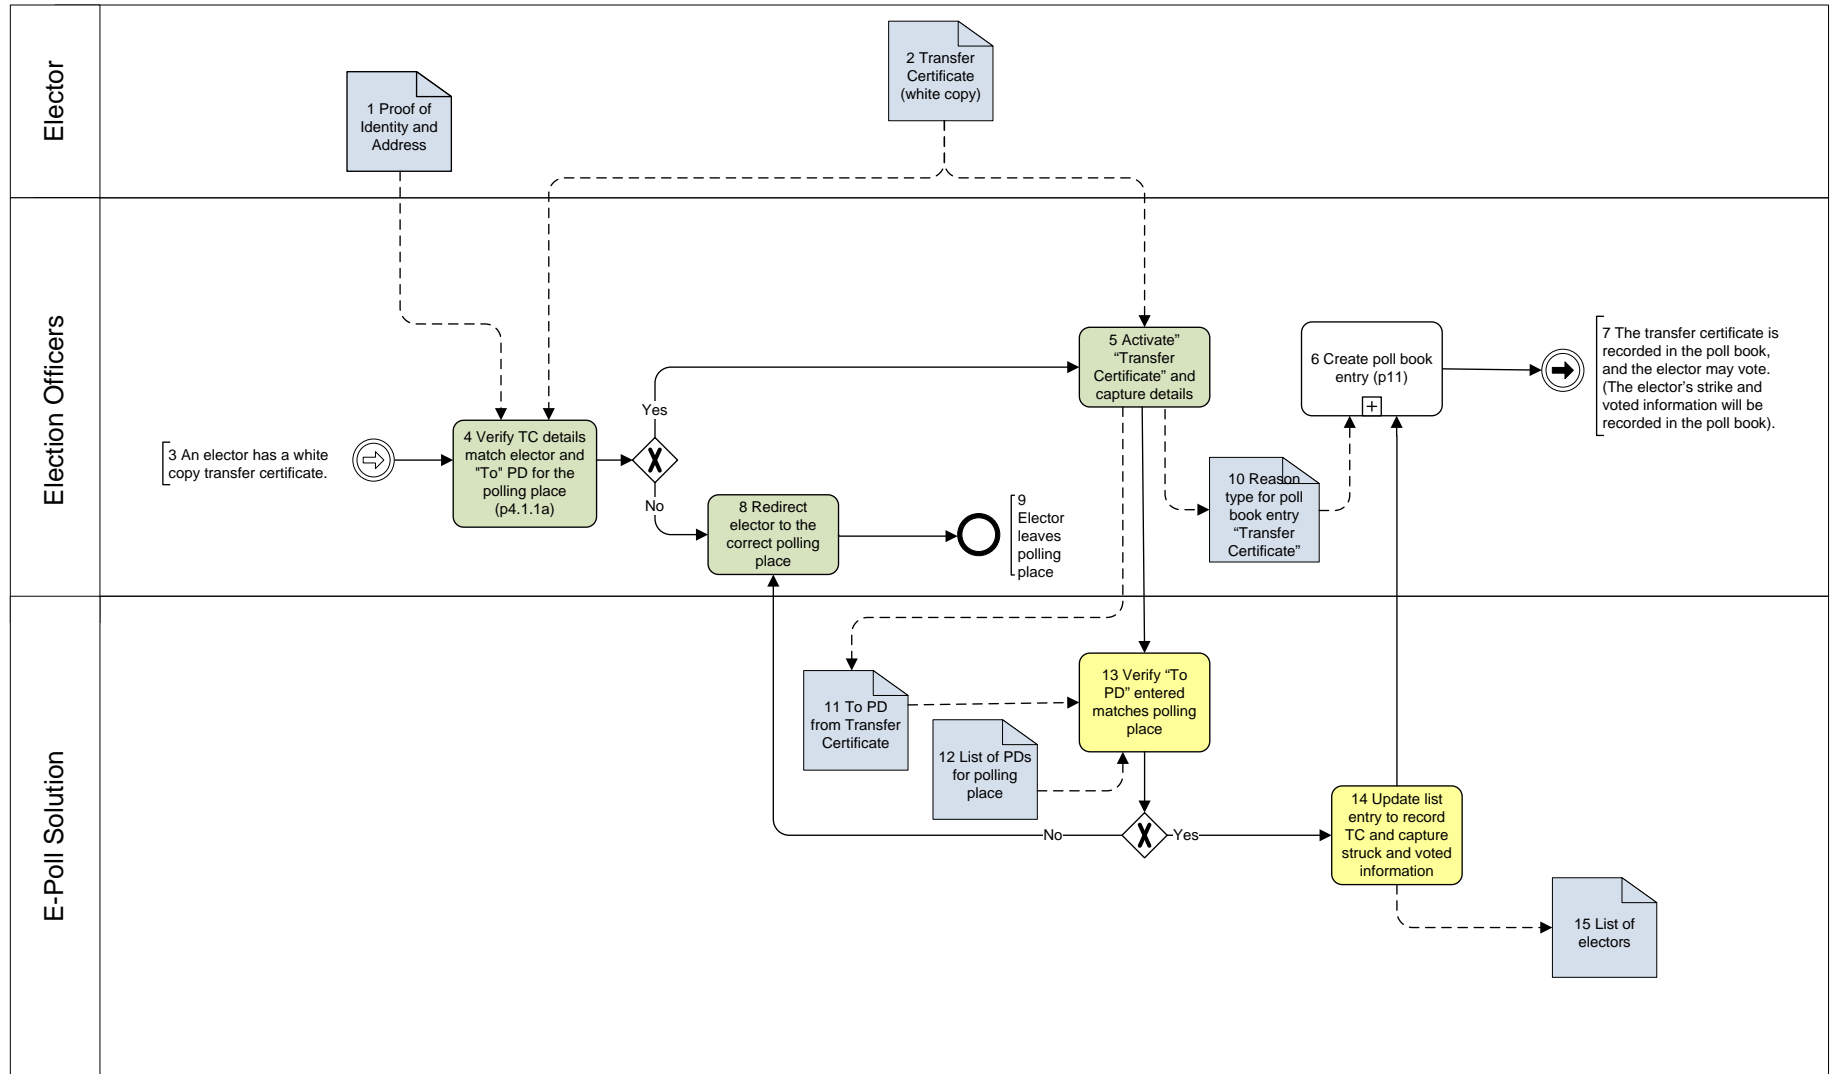 Elector
1 Proof of
Identity and
Address
2 Transfer
Certificate
(white copy)
Election Officers
3 An elector has a white
copy transfer certificate.
4 Verify TC details
match elector and
"To" PD for the
polling place
(p4.1.1a)
Yes
No
5 Activate”
“Transfer
Certificate” and
capture details
6 Create poll book
entry (p11)
7 The transfer certificate is
recorded in the poll book,
and the elector may vote.
(The elector’s strike and
voted information will be
recorded in the poll book).
8 Redirect
elector to the
correct polling
place
9
Elector
leaves
polling
place
10 Reason
type for poll
book entry
“Transfer
Certificate”
E-Poll Solution
11 To PD
from Transfer
Certificate
12 List of PDs
for polling
place
13 Verify “To
PD” entered
matches polling
place
No
Yes
14 Update list
entry to record
TC and capture
struck and voted
information
15 List of
electors